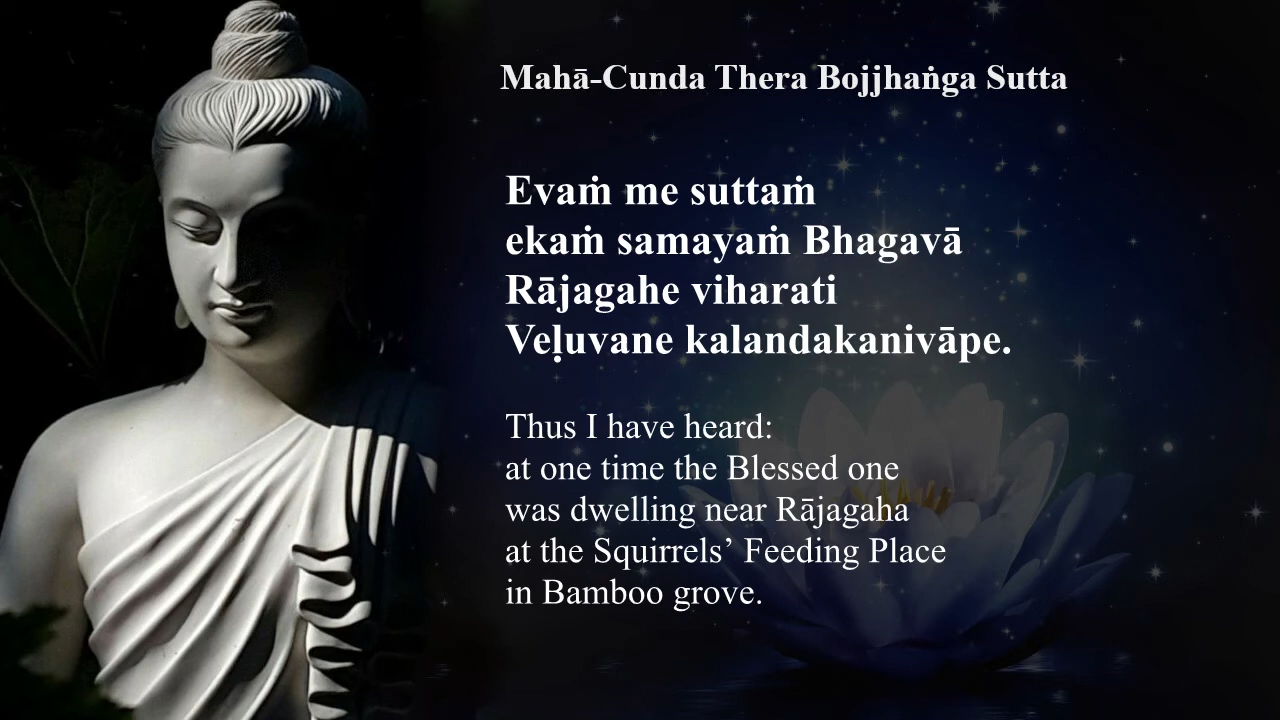 Mahā-Cunda Thera Bojjhaṅga Sutta
Evaṁ me suttaṁ
ekaṁ samayaṁ Bhagavā
Rājagahe viharati
Veḷuvane kalandakanivāpe.
Thus I have heard:
at one time the Blessed one
was dwelling near Rājagaha
at the Squirrels’ Feeding Place
in Bamboo grove.